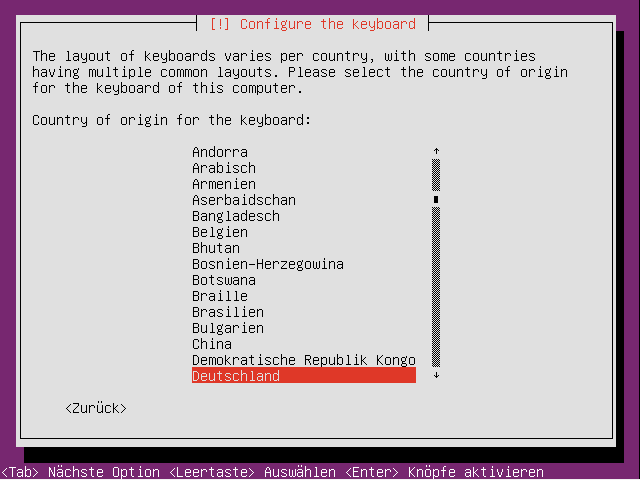 [!] Configure the keyboard
The layout of keyboards varies per country, with some countries
having multiple common layouts. Please select the country of origin
for the keyboard of this computer.
Country of origin for the keyboard:
Andorra
Arabisch
Armenien
Aserbaidschan
Bangladesch
Belgien
Bhutan
Bosnien-Herzegowina
Botswana
Braille
Brasilien
Bulgarien
China
Demokratische Republik Kongo
Deutschland
<Zurück>
<Tab> Nächste Option <Leertaste> Auswählen <Enter> Knöpfe aktivieren